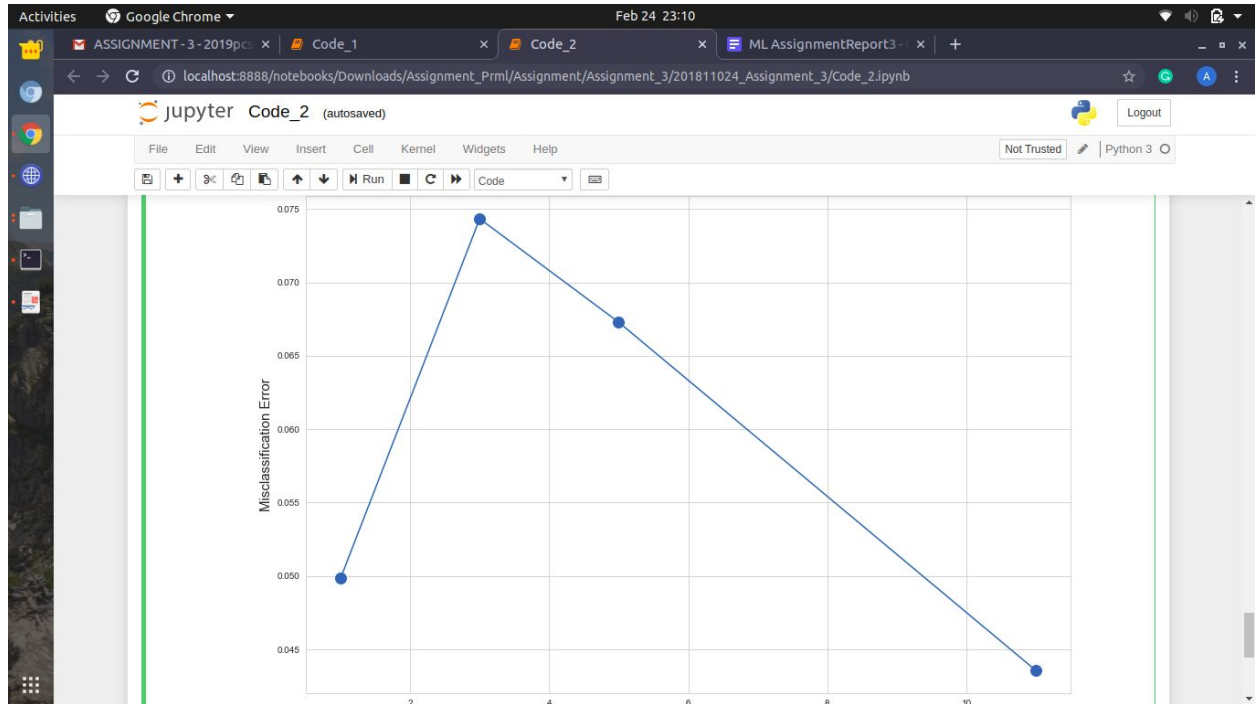 Activities Google Chrome Feb 24 23:10
ASSIGNMENT - 3 - 2019pcs Code_1 Code_2 ML AssignmentReport3 -
localhost:8888/notebooks/Downloads/Assignment_Prml/Assignment/Assignment_3/201811024_Assignment_3/Code_2.ipynb A
jupyter Code_2 (autosaved) Logout
File Edit View Insert Cell Kernel Widgets Help Not Trusted Python 3
Run Code
0.075
0.070
0.065
0.060
0.055
0.050
0.045
Misclassification Error
2 4 6 8 10